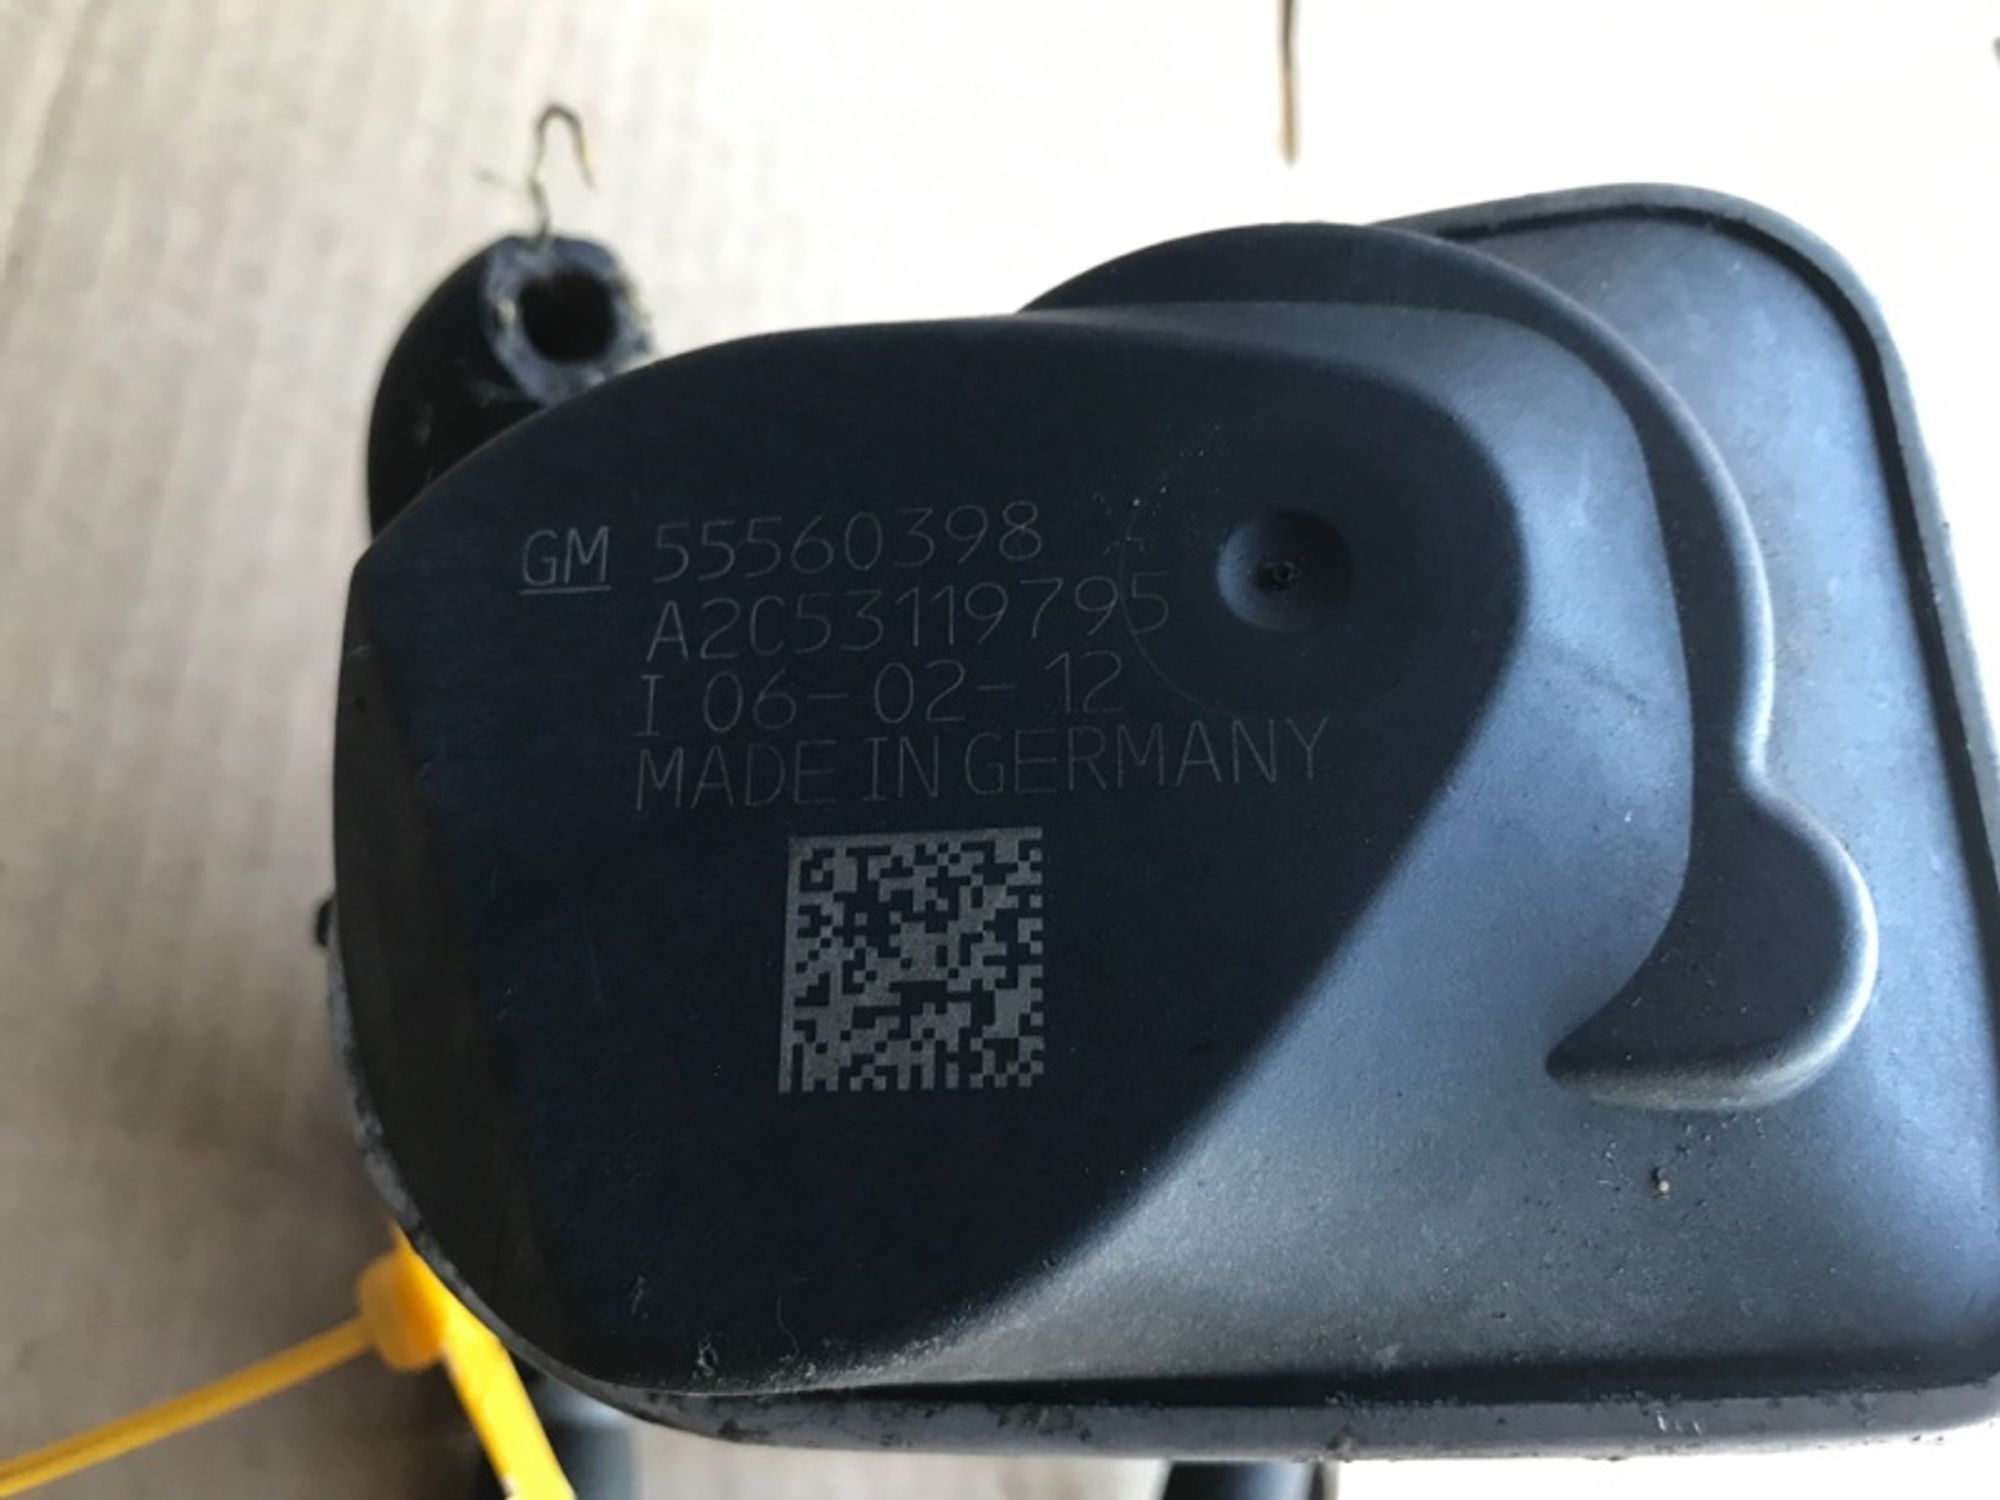 GM 55560398
A2C53119795
I 06-02-12
MADE IN GERMANY